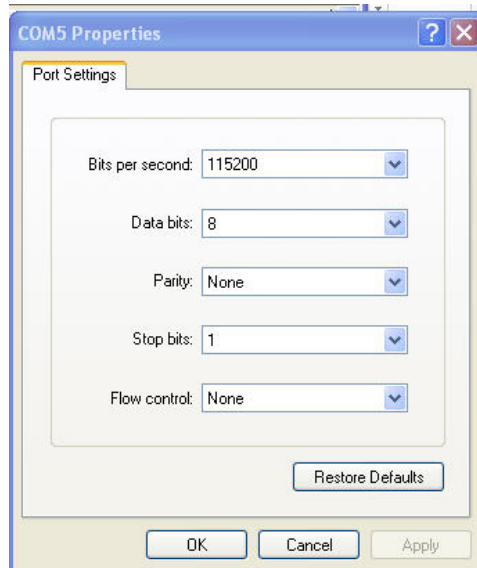 COM5 Properties
Port Settings
Bits per second: 115200
Data bits: 8
Parity: None
Stop bits: 1
Flow control: None
Restore Defaults
OK Cancel Apply